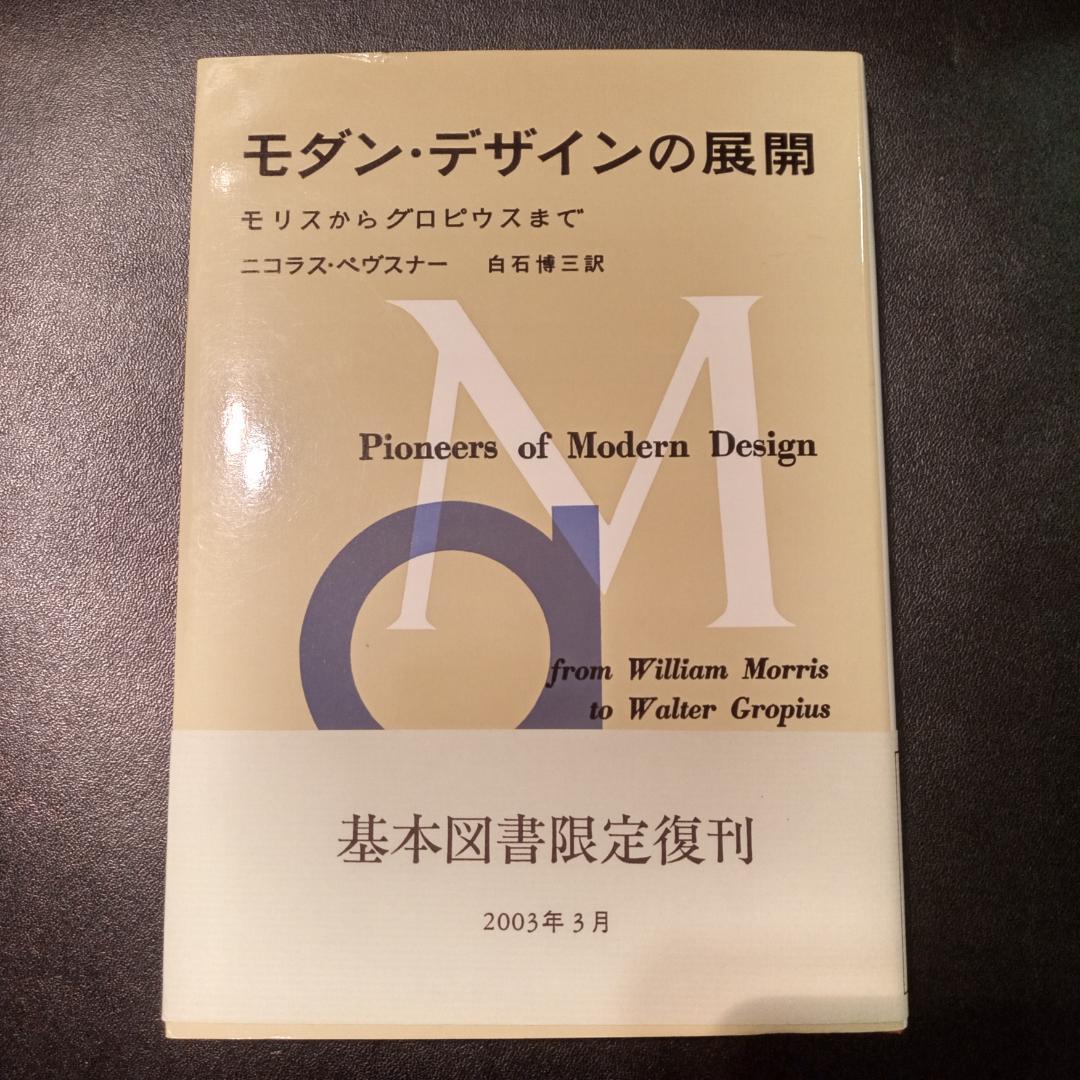 モダン・デザインの展開
モリスからグロピウスまで
ニコラス・ペヴスナー 白石博三訳
M
Pioneers of Modern Design
d
from William Morris
to Walter Gropius
基本図書限定復刊
2003年3月